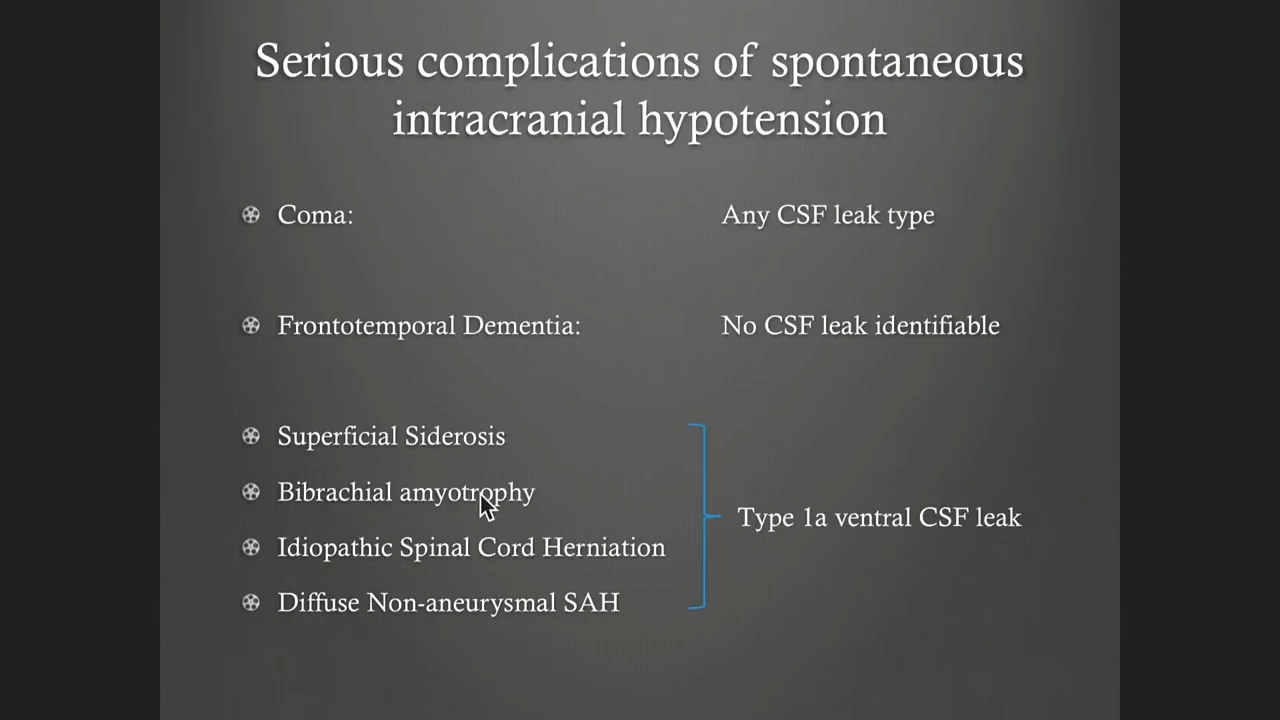 Serious complications of spontaneous
intracranial hypotension
Coma: Any CSF leak type
Frontotemporal Dementia: No CSF leak identifiable
Superficial Siderosis
Bibrachial amyotrophy
Type 1a ventral CSF leak
Idiopathic Spinal Cord Herniation
Diffuse Non-aneurysmal SAH